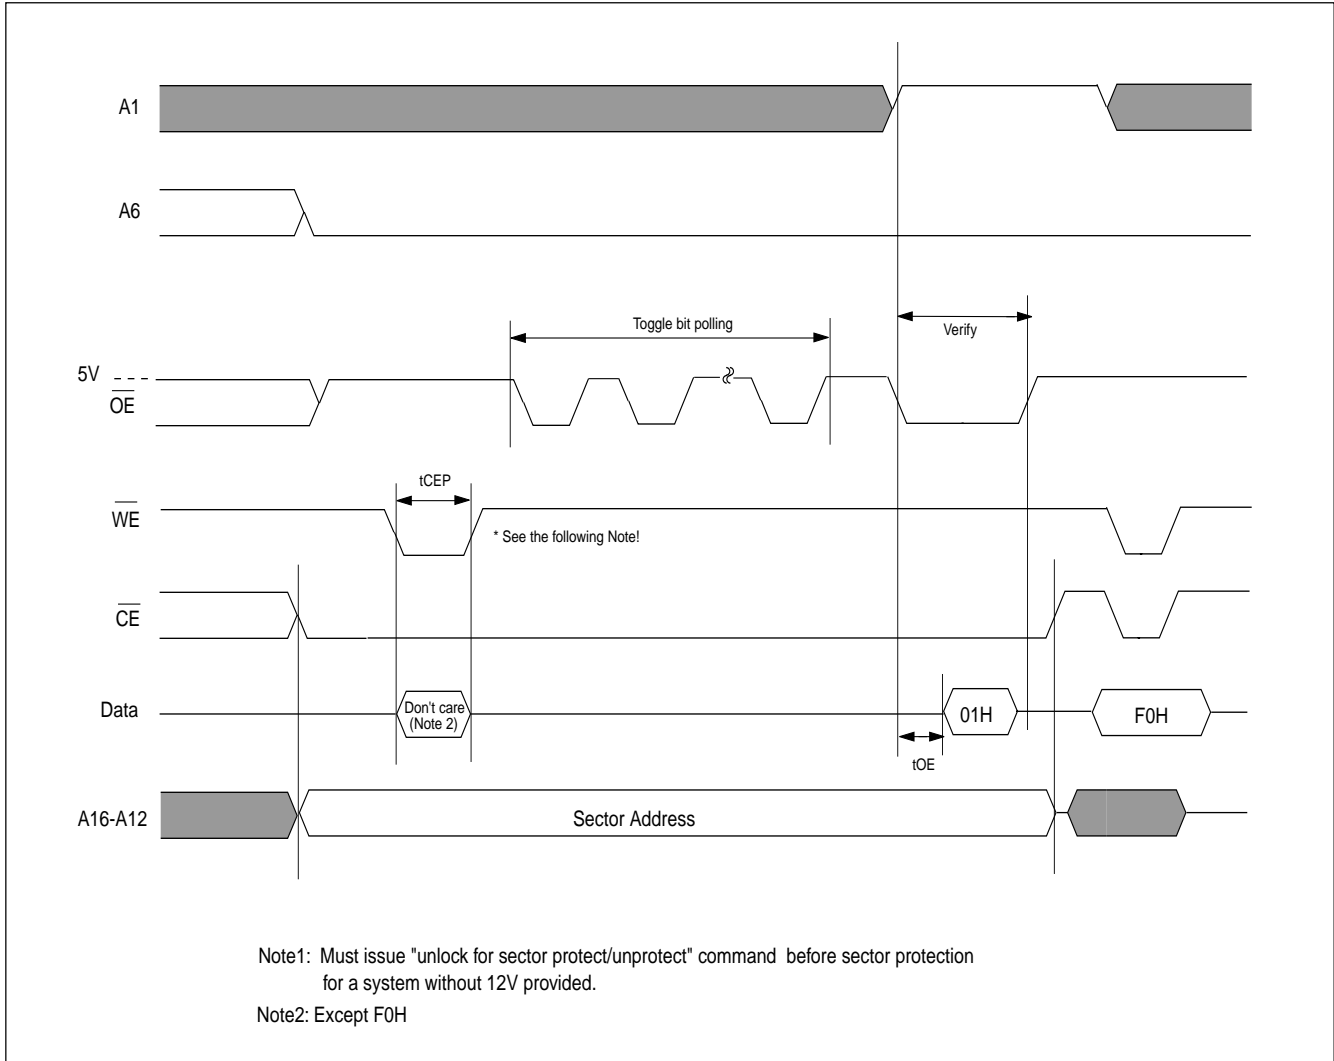 A1
A6
Toggle bit polling
Verify
5V
OE
tCEP
WE
* See the following Note!
CE
Data
Don't care
(Note 2)
01H
F0H
tOE
A16-A12
Sector Address
Note1: Must issue "unlock for sector protect/unprotect" command before sector protection
for a system without 12V provided.
Note2: Except F0H